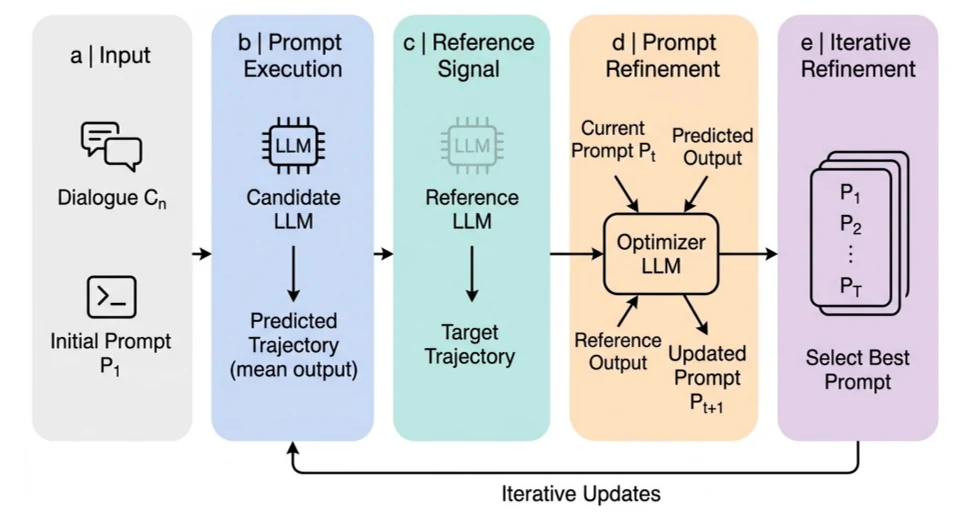 a | Input
Dialogue Cn
Initial Prompt
P1
b | Prompt
Execution
LLM
Candidate
LLM
Predicted
Trajectory
(mean output)
c | Reference
Signal
LLM
Reference
LLM
Target
Trajectory
d | Prompt
Refinement
Current
Prompt Pt
Predicted
Output
Optimizer
LLM
Reference
Output
Updated
Prompt
Pt+1
e | Iterative
Refinement
P1
P2
⋮
PT
Select Best
Prompt
Iterative Updates